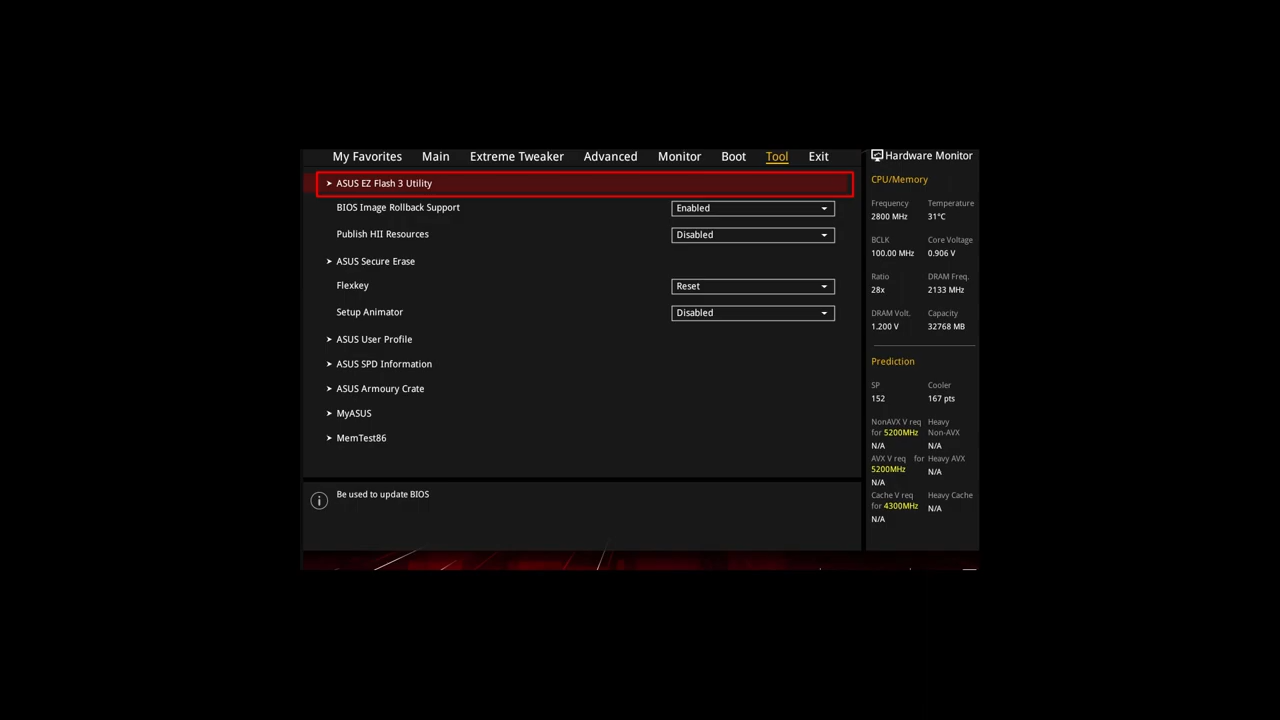 My Favorites Main Extreme Tweaker Advanced Monitor Boot Tool Exit
ASUS EZ Flash 3 Utility
BIOS Image Rollback Support Enabled
Publish HII Resources Disabled
ASUS Secure Erase
Flexkey Reset
Setup Animator Disabled
ASUS User Profile
ASUS SPD Information
ASUS Armoury Crate
MyASUS
MemTest86
Be used to update BIOS
Hardware Monitor
CPU/Memory
Frequency Temperature
2800 MHz 31°C
BCLK Core Voltage
100.00 MHz 0.906 V
Ratio DRAM Freq.
28x 2133 MHz
DRAM Volt. Capacity
1.200 V 32768 MB
Prediction
SP Cooler
152 167 pts
NonAVX V req Heavy
for 5200MHz Non-AVX
N/A N/A
AVX V req for Heavy AVX
5200MHz N/A
N/A
Cache V req Heavy Cache
for 4300MHz N/A
N/A